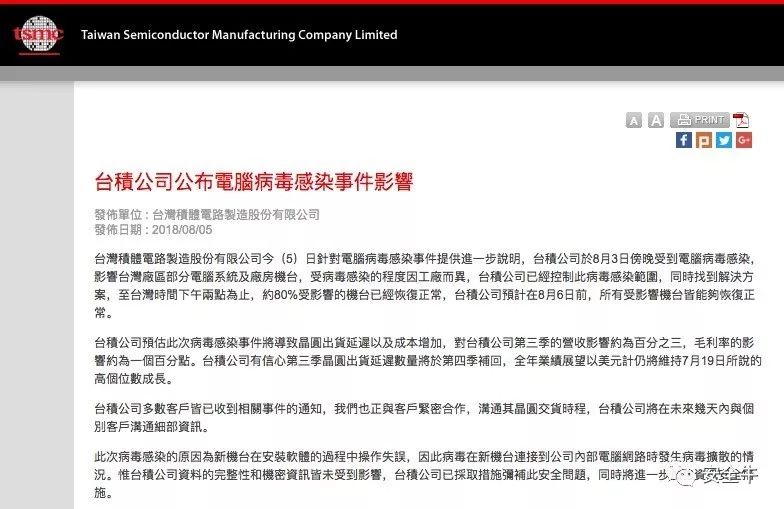 tsmc Taiwan Semiconductor Manufacturing Company Limited
A A PRINT
f P G+
台積公司公布電腦病毒感染事件影響
發佈單位 : 台灣積體電路製造股份有限公司
發佈日期 : 2018/08/05
台灣積體電路製造股份有限公司今（5）日針對電腦病毒感染事件提供進一步說明，台積公司於8月3日傍晚受到電腦病毒感染，
影響台灣廠區部分電腦系統及廠房機台，受病毒感染的程度因工廠而異，台積公司已經控制此病毒感染範圍，同時找到解決方
案，至台灣時間下午兩點為止，約80%受影響的機台已經恢復正常，台積公司預計在8月6日前，所有受影響機台皆能夠恢復正
常。
台積公司預估此次病毒感染事件將導致晶圓出貨延遲以及成本增加，對台積公司第三季的營收影響約為百分之三，毛利率的影
響約為一個百分點。台積公司有信心第三季晶圓出貨延遲數量將於第四季補回，全年業績展望以美元計仍將維持7月19日所說的
高個位數成長。
台積公司多數客戶皆已收到相關事件的通知，我們也正與客戶緊密合作，溝通其晶圓交貨時程，台積公司將在未來幾天內與個
別客戶溝通細部資訊。
此次病毒感染的原因為新機台在安裝軟體的過程中操作失誤，因此病毒在新機台連接到公司內部電腦網路時發生病毒擴散的情
況。惟台積公司資料的完整性和機密資訊皆未受到影響，台積公司已採取措施彌補此安全問題，同時將進一步 資
施。
安全牛